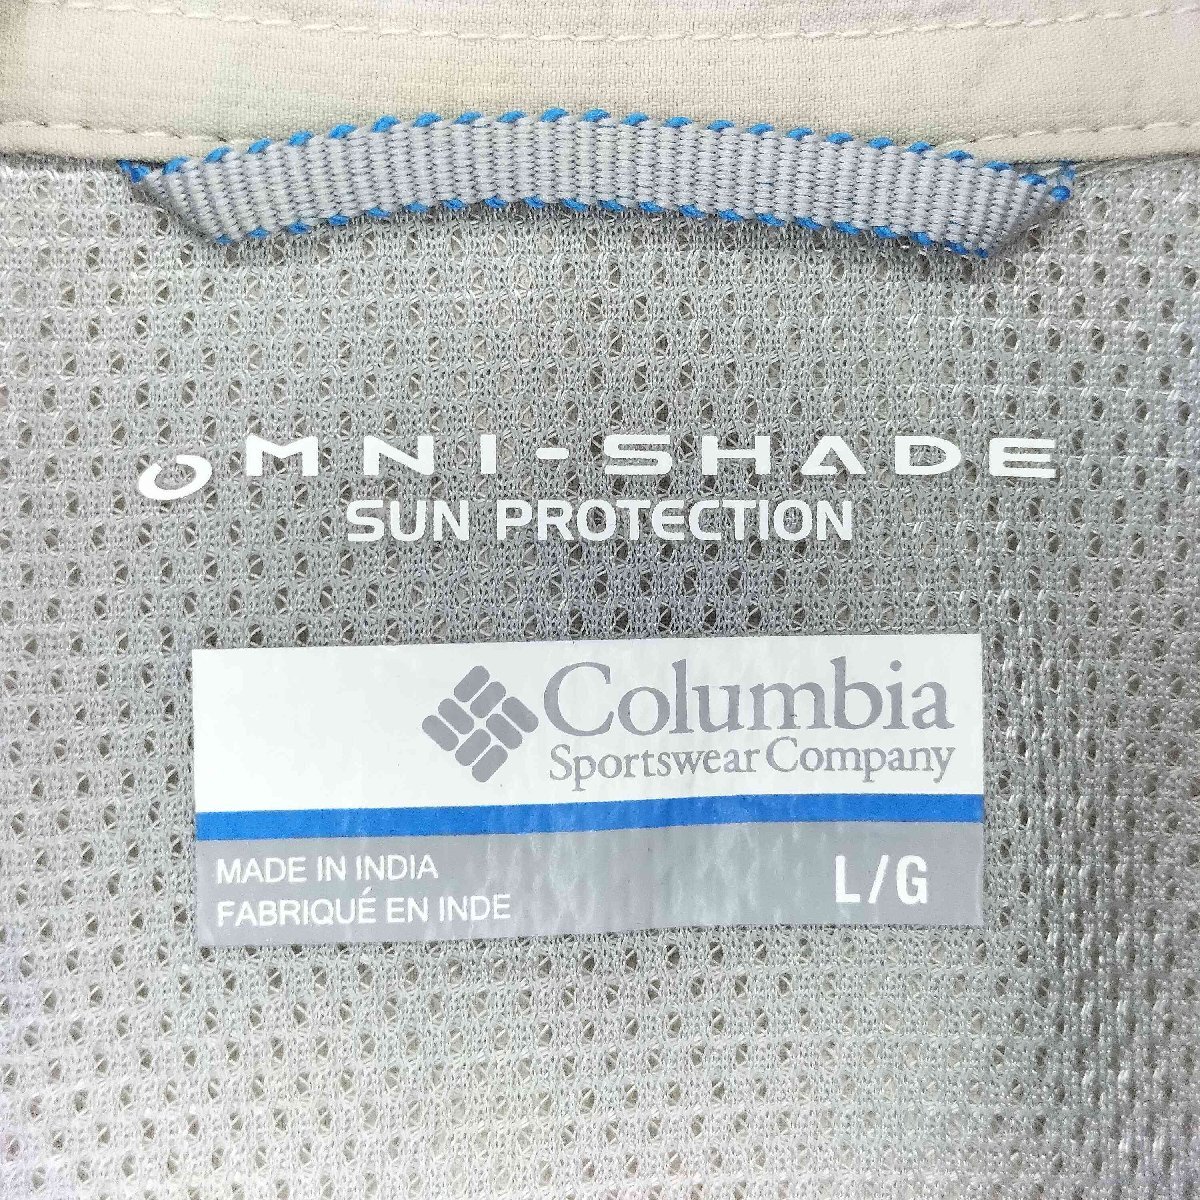 OMNI-SHADE
SUN PROTECTION
Columbia
Sportswear Company
MADE IN INDIA
FABRIQUÉ EN INDE
L/G